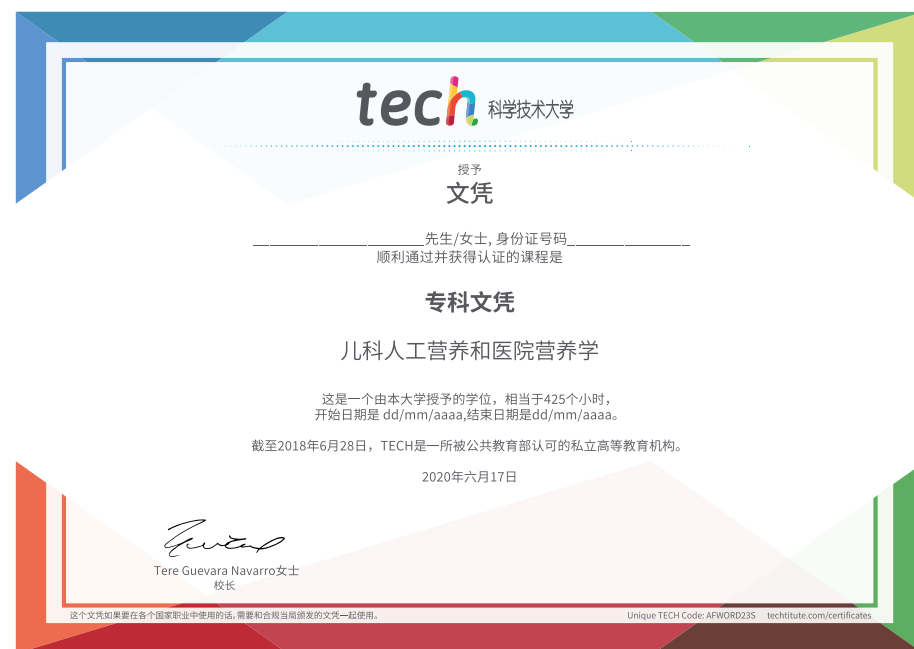 tech 科学技术大学
授予
文凭
_____________________先生/女士, 身份证号码_______________
顺利通过并获得认证的课程是
专科文凭
儿科人工营养和医院营养学
这是一个由本大学授予的学位，相当于425个小时，
开始日期是 dd/mm/aaaa,结束日期是dd/mm/aaaa。
截至2018年6月28日，TECH是一所被公共教育部认可的私立高等教育机构。
2020年六月17日
Tere Guevara Navarro女士
校长
这个文凭如果要在各个国家职业中使用的话,需要和合规当局颁发的文凭一起使用。
Unique TECH Code: AFWORD23S techtitute.com/certificates